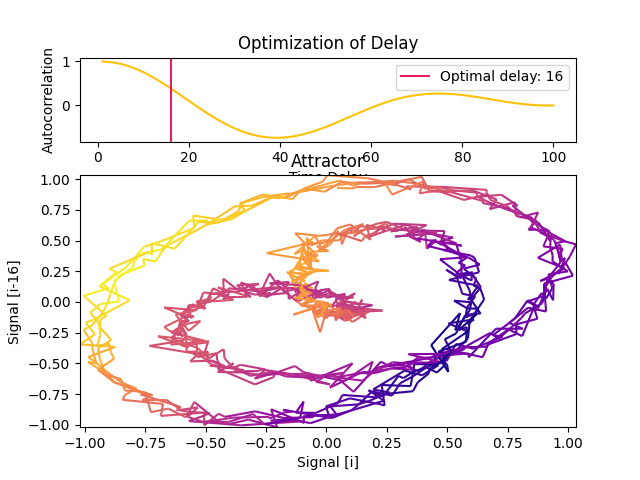 Optimization of Delay
Autocorrelation
1
0
Optimal delay: 16
0 20 40 60 80 100
Attractor
Signal [i-16]
1.00
0.75
0.50
0.25
0.00
−0.25
−0.50
−0.75
−1.00
−1.00 −0.75 −0.50 −0.25 0.00 0.25 0.50 0.75 1.00
Signal [i]